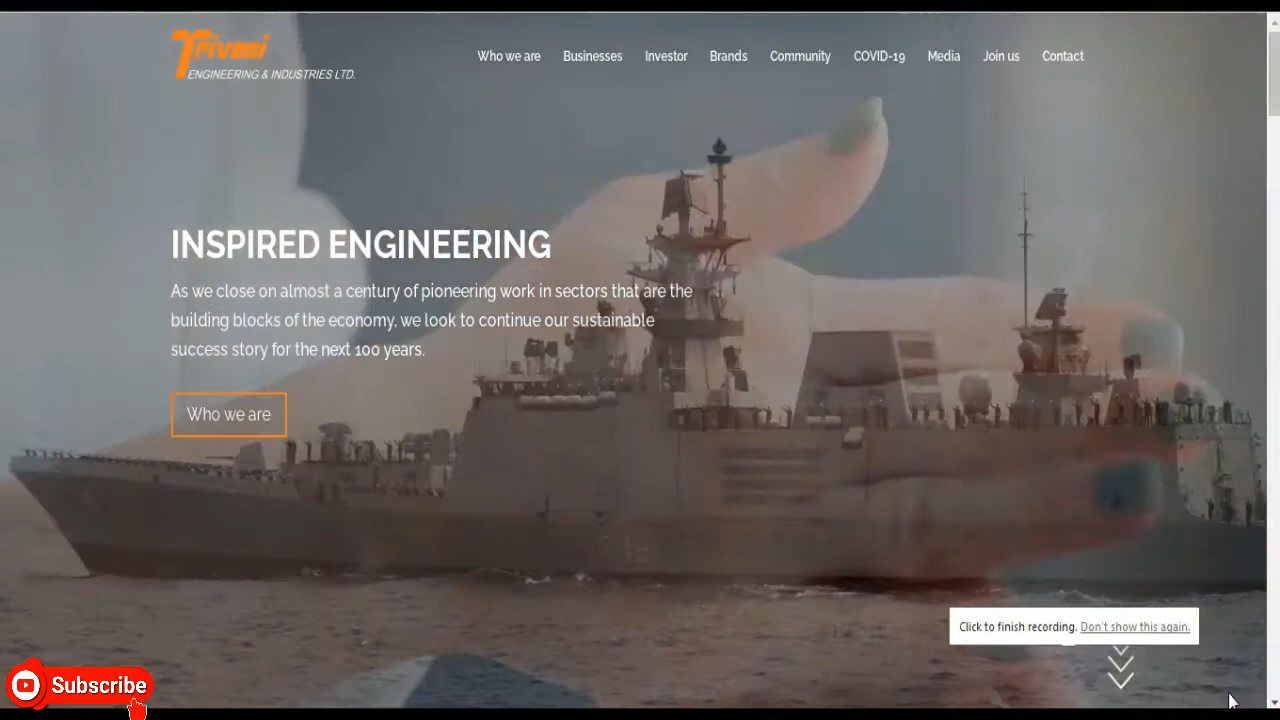 Triveni
ENGINEERING & INDUSTRIES LTD.
Who we are
Businesses
Investor
Brands
Community
COVID-19
Media
Join us
Contact
INSPIRED ENGINEERING
As we close on almost a century of pioneering work in sectors that are the
building blocks of the economy, we look to continue our sustainable
success story for the next 100 years.
Who we are
Click to finish recording. Don't show this again.
Subscribe